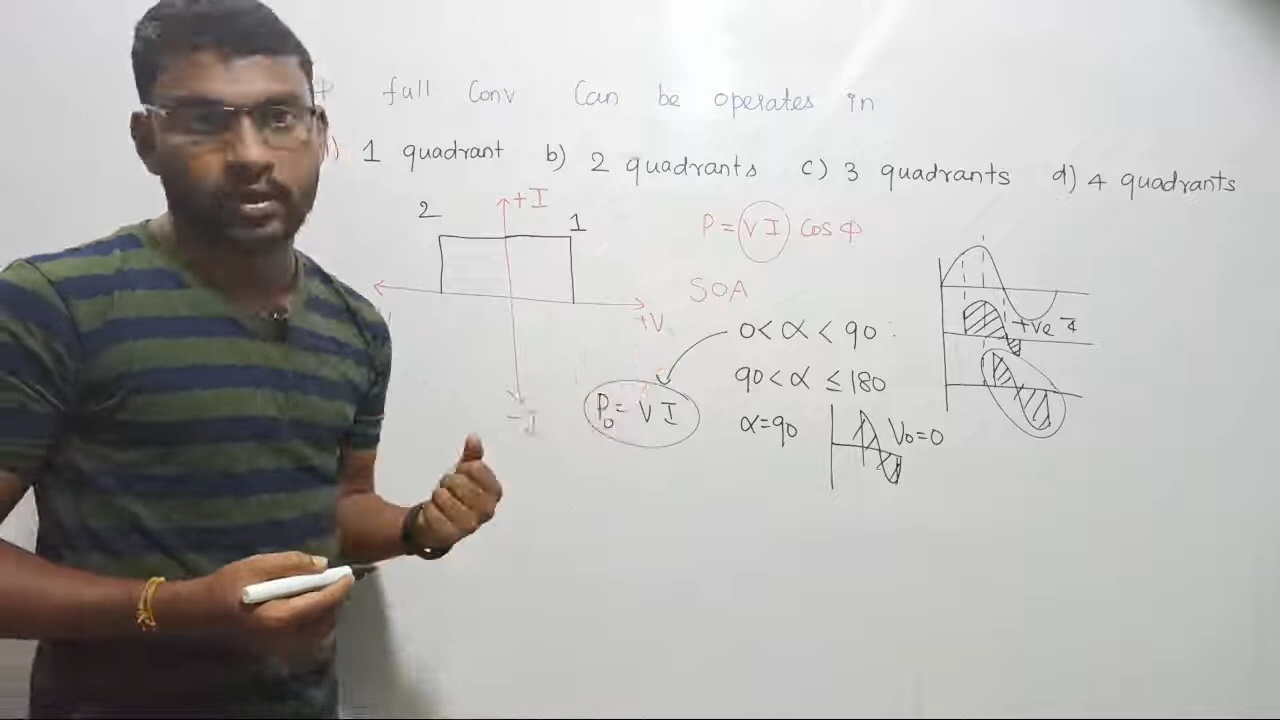 full Conv Can be operates in
1 quadrant b) 2 quadrants c) 3 quadrants d) 4 quadrants
2 +I 1
P = VI Cos φ
SOA
+V
0 < α < 90 :
+ve
90 < α ≤ 180
P₀ = V I
-I
α = 90
V₀ = 0